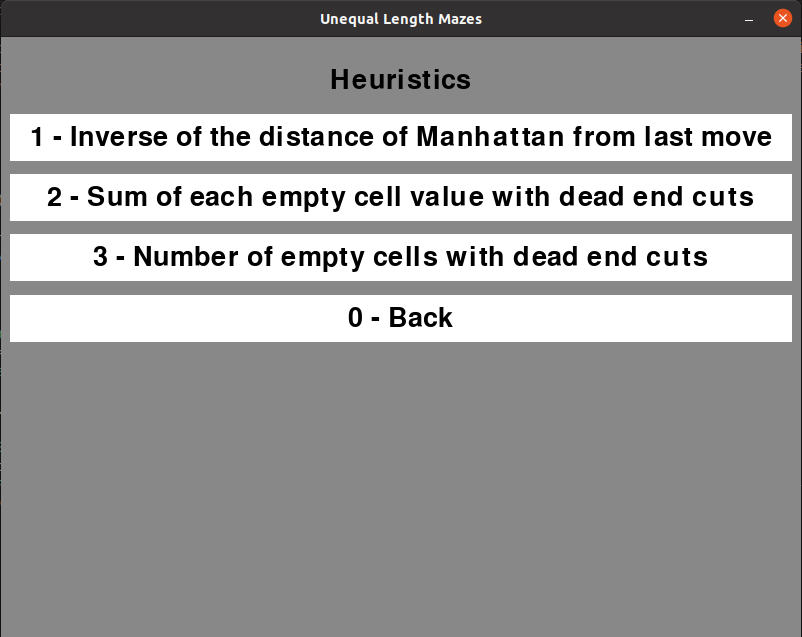 Unequal Length Mazes
Heuristics
1 - Inverse of the distance of Manhattan from last move
2 - Sum of each empty cell value with dead end cuts
3 - Number of empty cells with dead end cuts
0 - Back